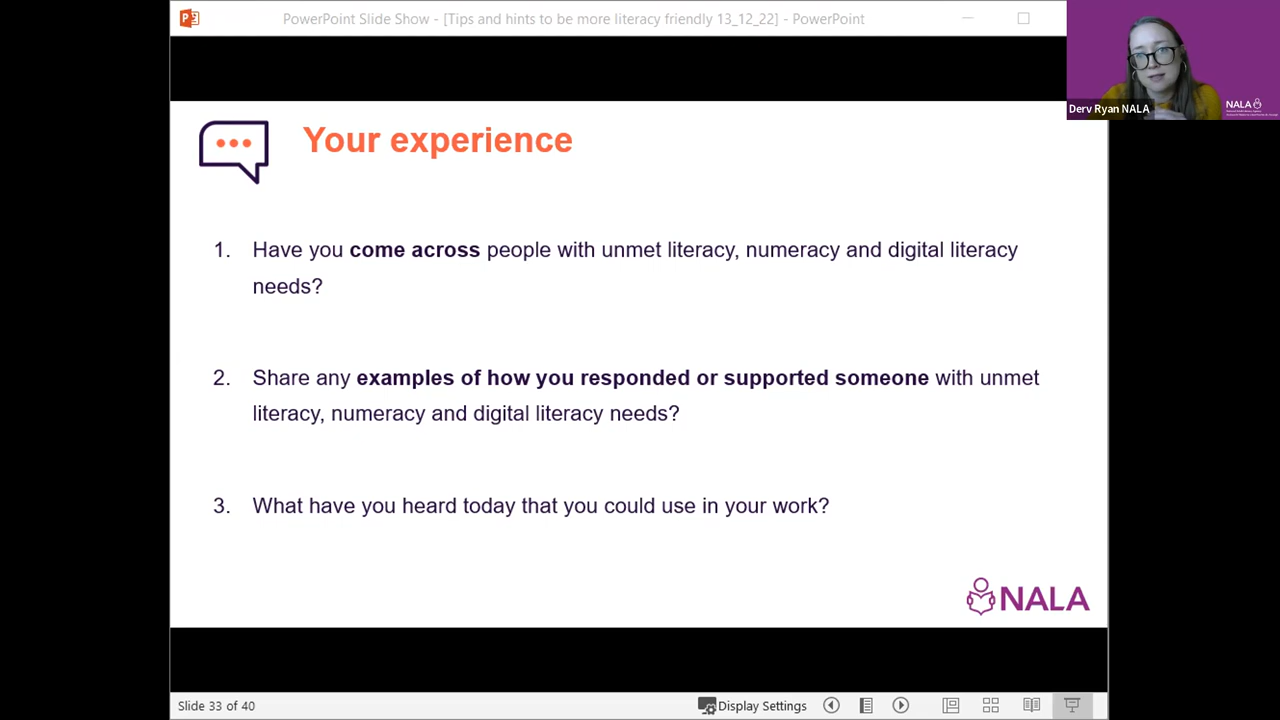 PowerPoint Slide Show - [Tips and hints to be more literacy friendly 13_12_22] - PowerPoint
Derv Ryan NALA
NALA
Your experience
1. Have you come across people with unmet literacy, numeracy and digital literacy
needs?
2. Share any examples of how you responded or supported someone with unmet
literacy, numeracy and digital literacy needs?
3. What have you heard today that you could use in your work?
NALA
Slide 33 of 40
Display Settings